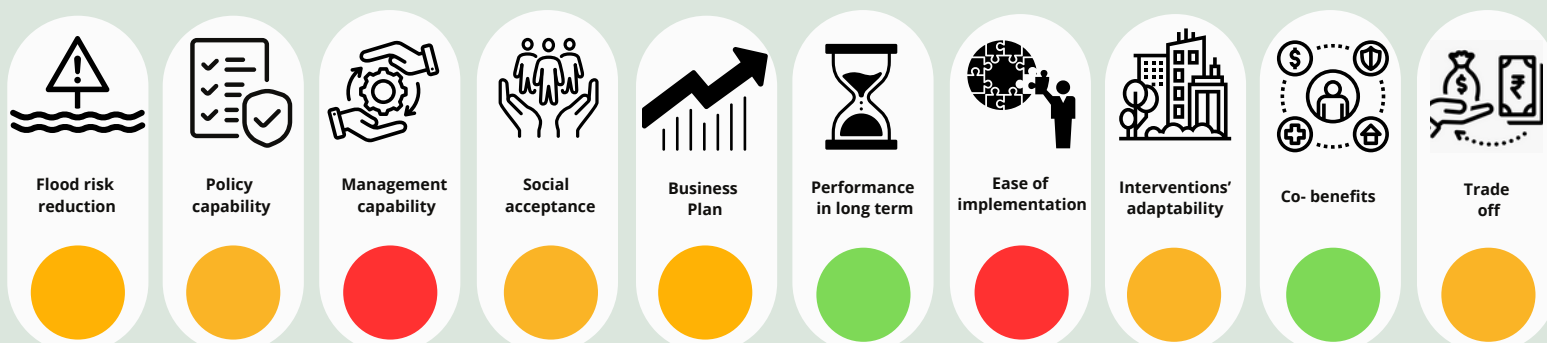 Flood risk
reduction
Policy
capability
Management
capability
Social
acceptance
Business
Plan
Performance
in long term
Ease of
implementation
Interventions’
adaptability
Co- benefits
Trade
off
$
$
₹